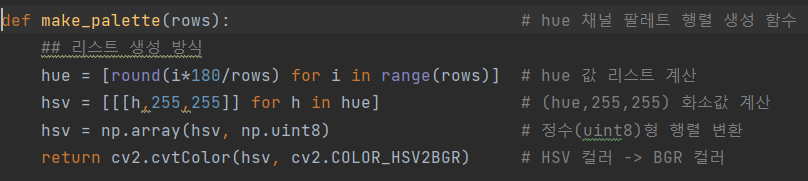 def make_palette(rows):                              # hue 채널 팔레트 행렬 생성 함수
    ## 리스트 생성 방식
    hue = [round(i*180/rows) for i in range(rows)]   # hue 값 리스트 계산
    hsv = [[[h,255,255]] for h in hue]               # (hue,255,255) 화소값 계산
    hsv = np.array(hsv, np.uint8)                    # 정수(uint8)형 행렬 변환
    return cv2.cvtColor(hsv, cv2.COLOR_HSV2BGR)      # HSV 컬러 -> BGR 컬러